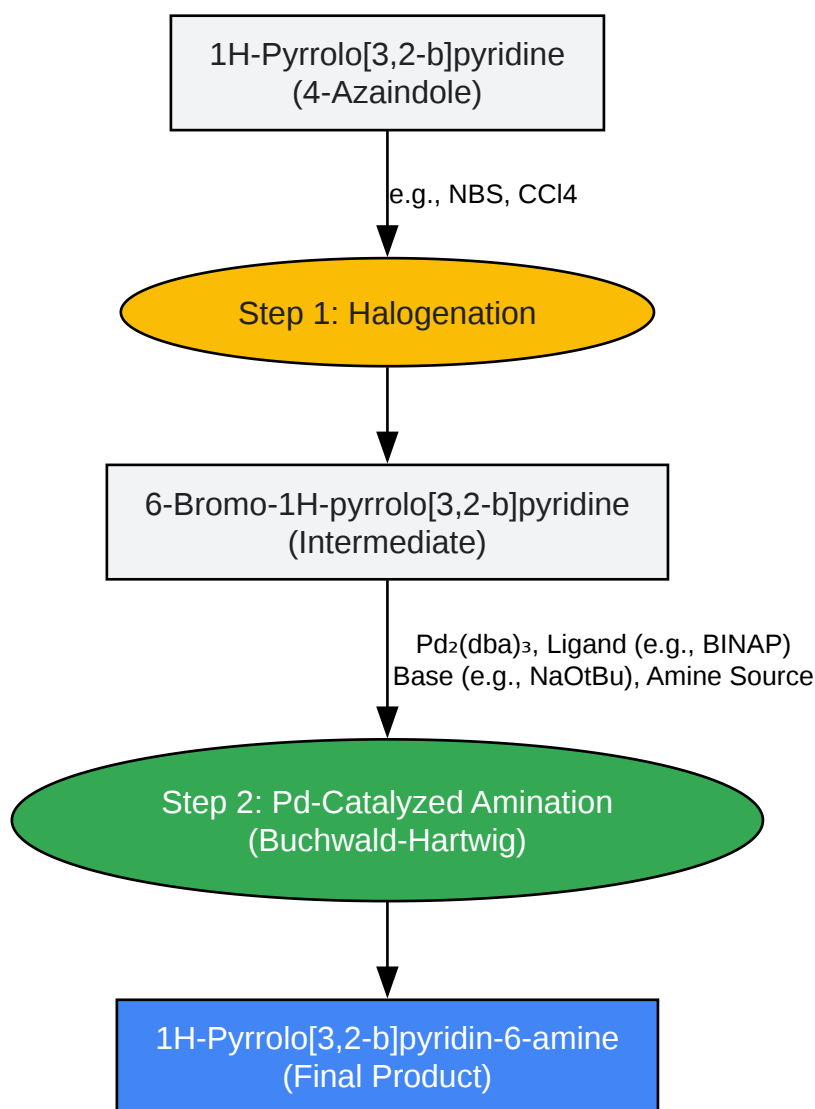 1H-Pyrrolo[3,2-b]pyridine
(4-Azaindole)
e.g., NBS, CCl4
Step 1: Halogenation
6-Bromo-1H-pyrrolo[3,2-b]pyridine
(Intermediate)
Pd₂(dba)₃, Ligand (e.g., BINAP)
Base (e.g., NaOtBu), Amine Source
Step 2: Pd-Catalyzed Amination
(Buchwald-Hartwig)
1H-Pyrrolo[3,2-b]pyridin-6-amine
(Final Product)